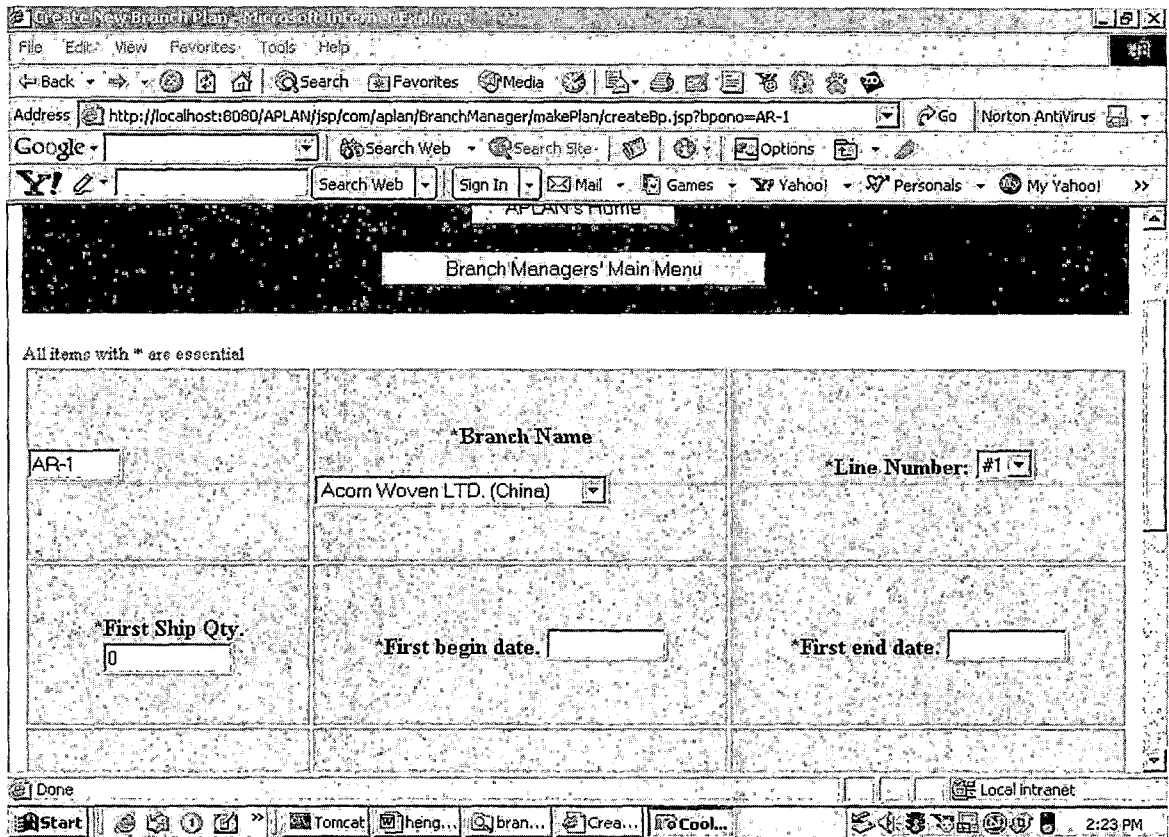 Create New Branch Plan - Microsoft Internet Explorer
File Edit View Favorites Tools Help
Back Search Favorites Media
Address http://localhost:8080/APLAN/jsp/com/aplan/BranchManager/makePlan/createBp.jsp?bpono=AR-1 Go Norton AntiVirus
Google Search Web Search Site Options
Y! Search Web Sign In Mail Games Yahoo! Personals My Yahoo! >>
APLAN's Home
Branch Managers' Main Menu
All items with * are essential
AR-1
*Branch Name
Acorn Woven LTD. (China)
*Line Number: #1
*First Ship Qty.
0
*First begin date.
*First end date.
Done Local intranet
Start >> Tomcat heng... bran... Crea... Cool... 2:23 PM